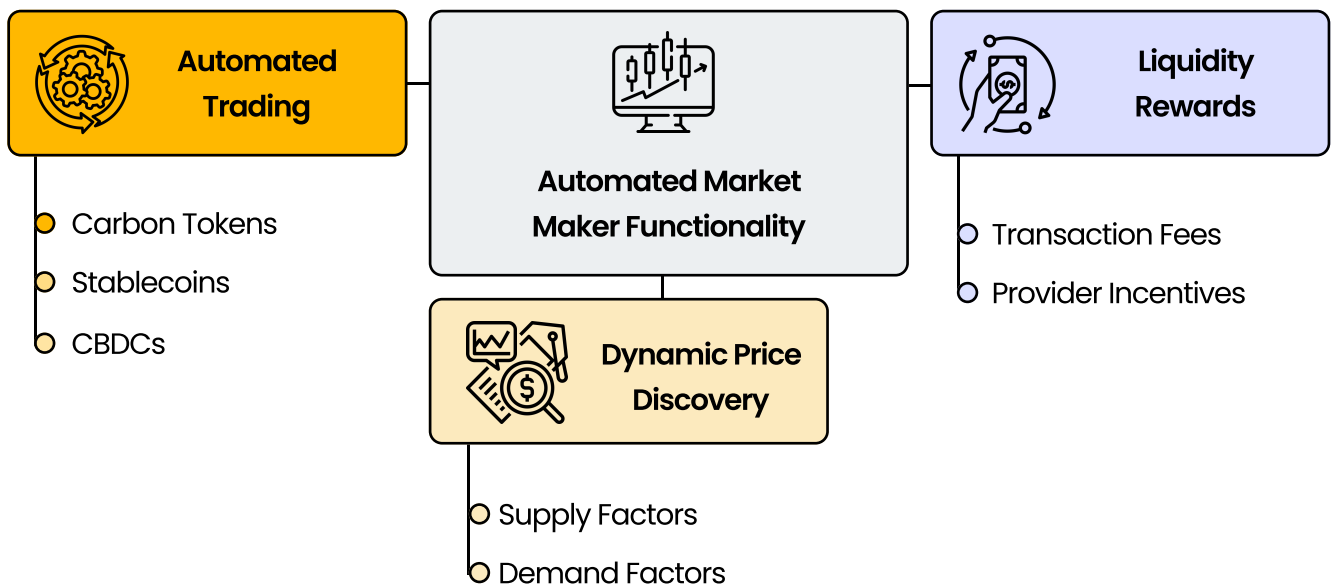 Automated
Trading
Carbon Tokens
Stablecoins
CBDCs
Automated Market
Maker Functionality
Liquidity
Rewards
Transaction Fees
Provider Incentives
Dynamic Price
Discovery
Supply Factors
Demand Factors